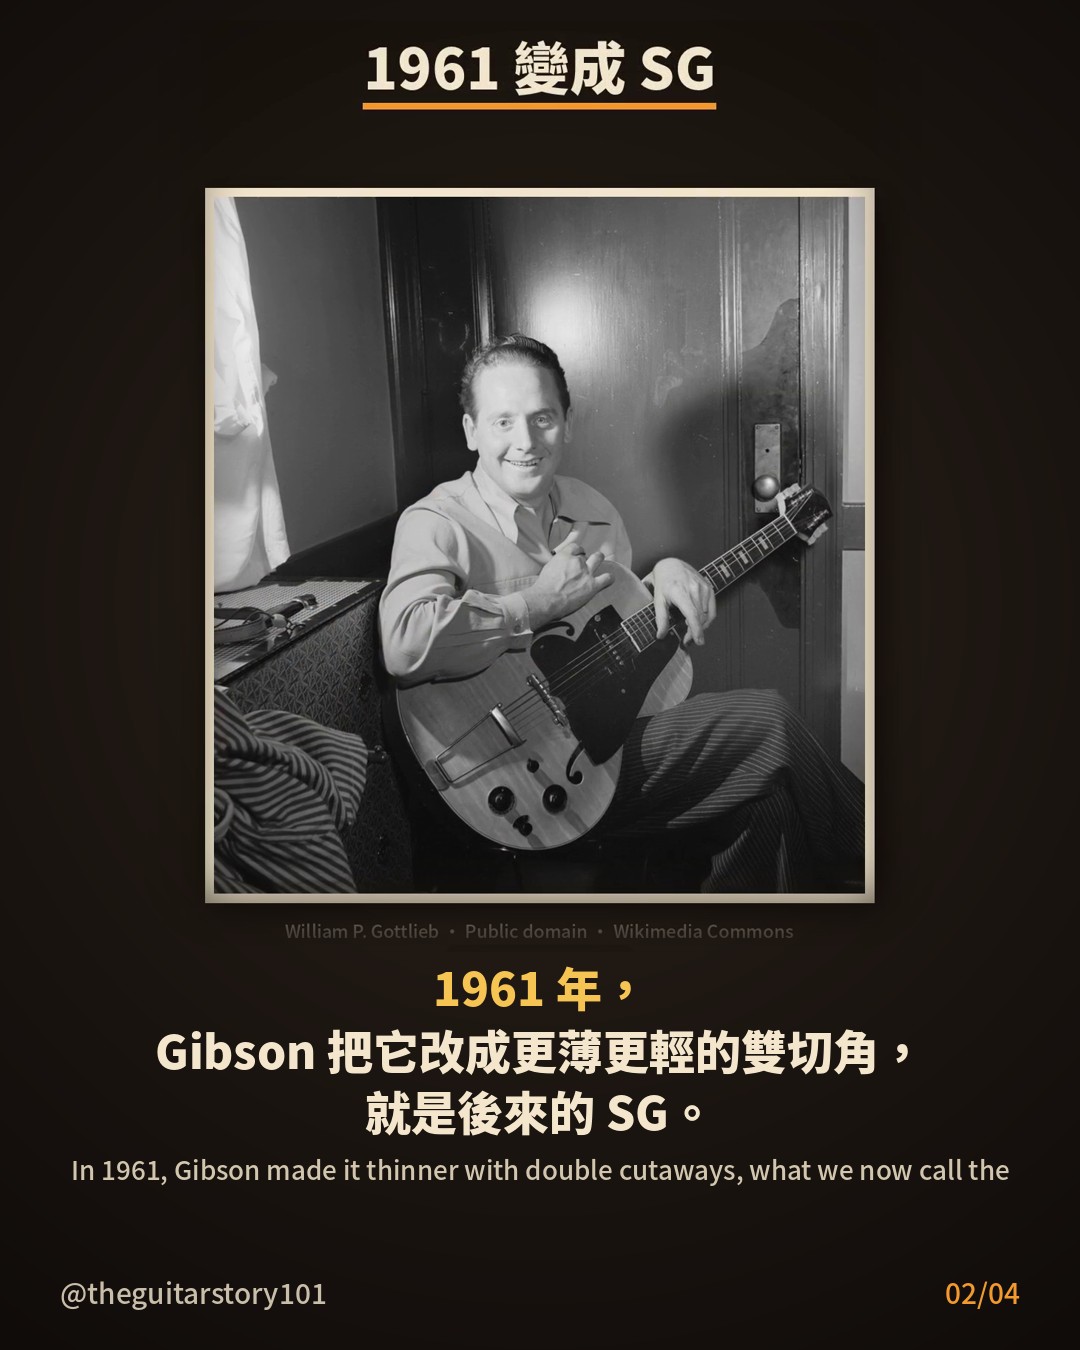 1961 變成 SG
William P. Gottlieb • Public domain • Wikimedia Commons
1961 年，
Gibson 把它改成更薄更輕的雙切角，
就是後來的 SG。
In 1961, Gibson made it thinner with double cutaways, what we now call the
@theguitarstory101
02/04